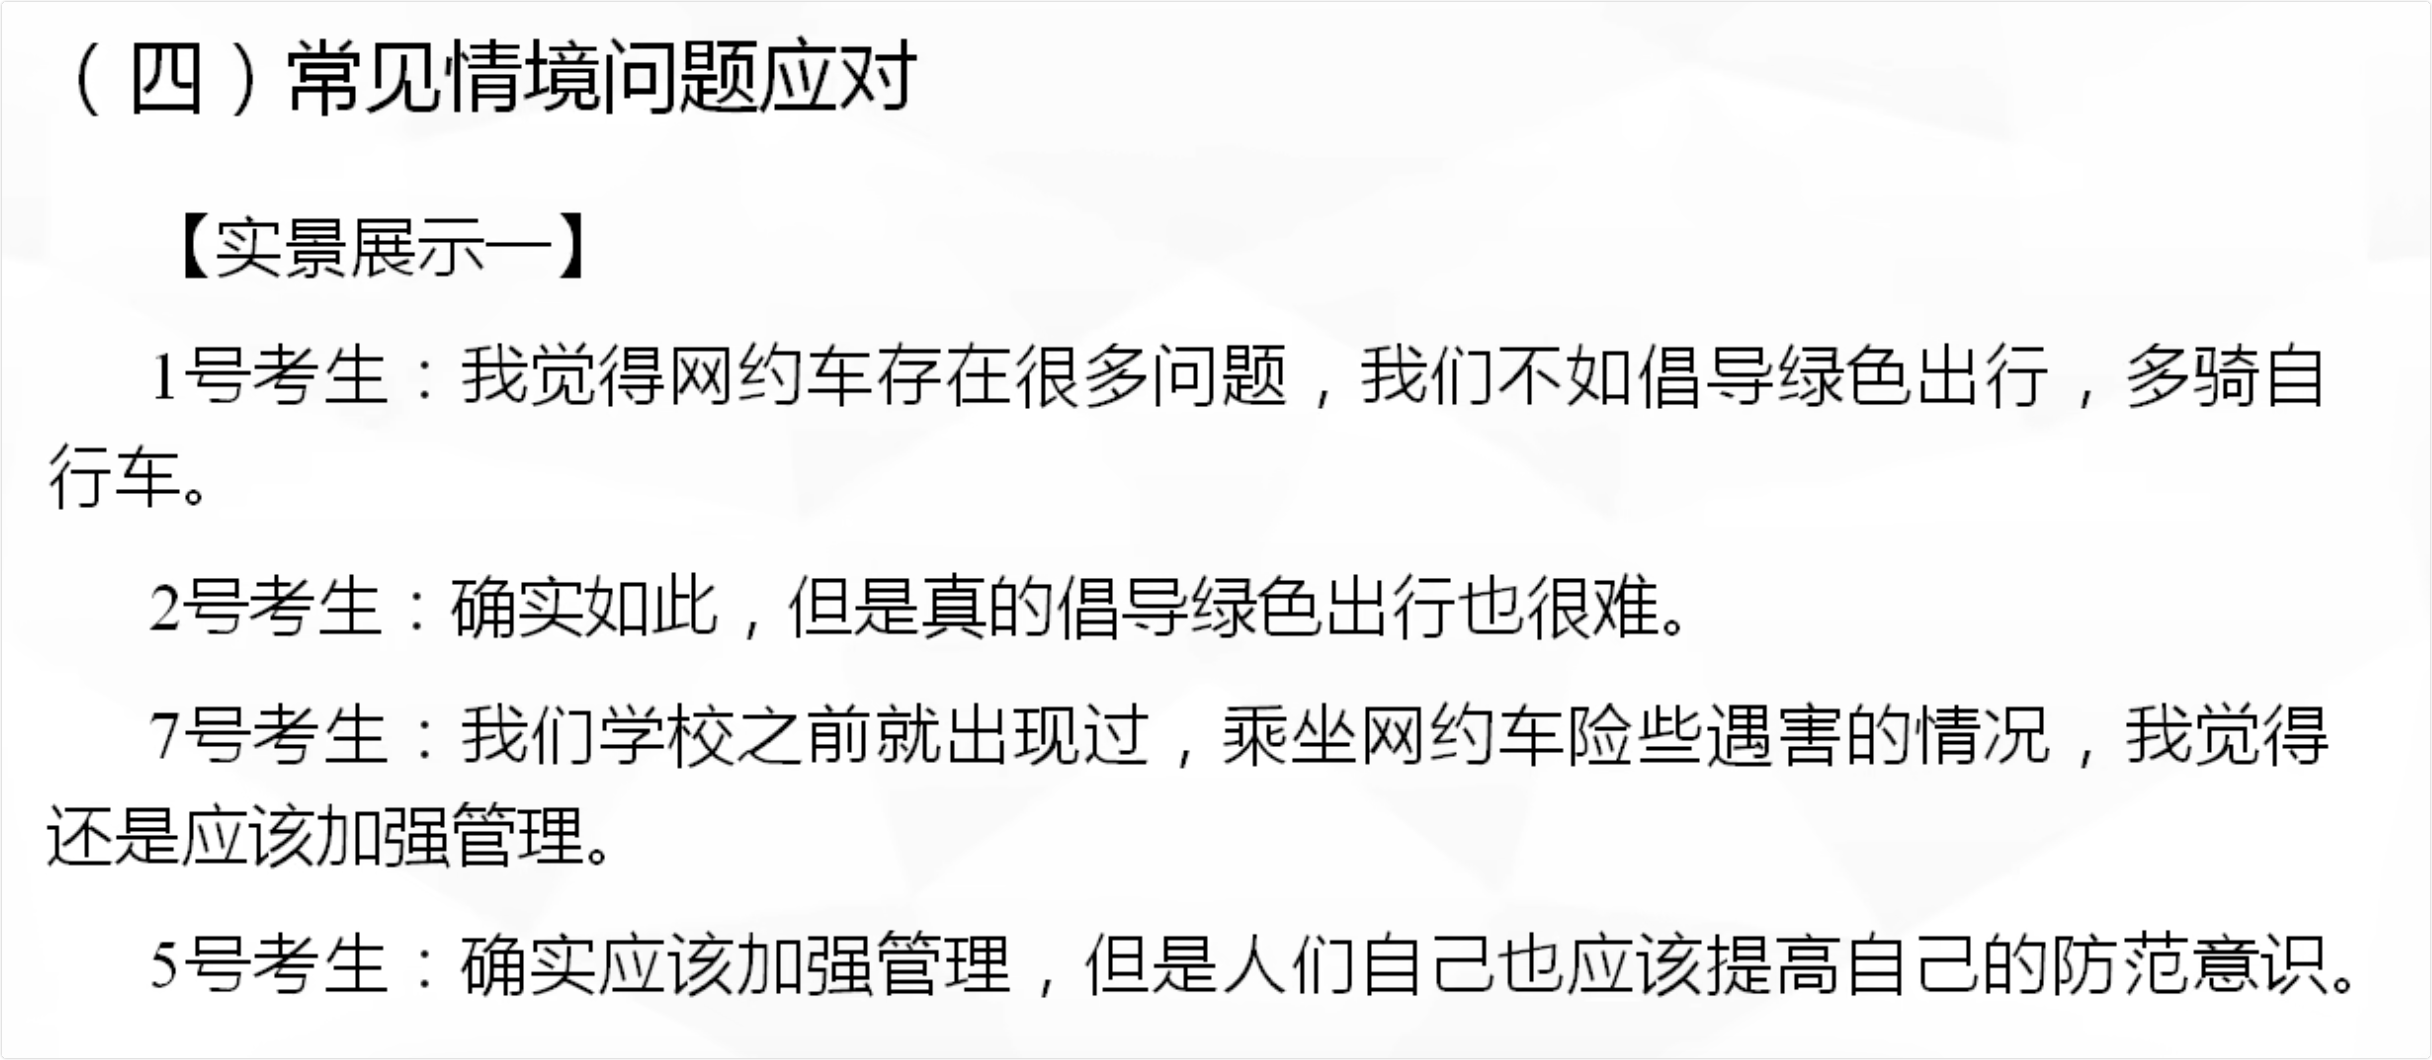 （四）常见情境问题应对
【实景展示一】
1号考生：我觉得网约车存在很多问题，我们不如倡导绿色出行，多骑自
行车。
2号考生：确实如此，但是真的倡导绿色出行也很难。
7号考生：我们学校之前就出现过，乘坐网约车险些遇害的情况，我觉得
还是应该加强管理。
5号考生：确实应该加强管理，但是人们自己也应该提高自己的防范意识。